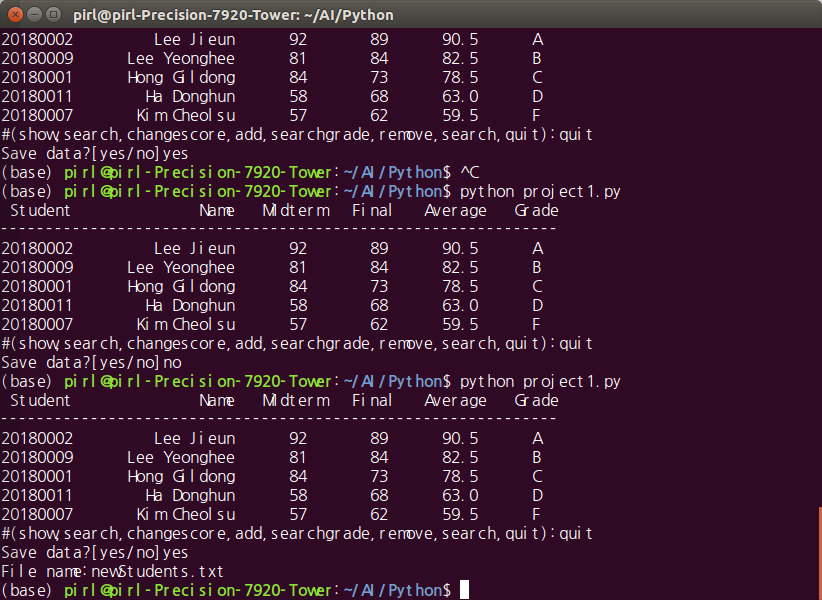 pirl@pirl-Precision-7920-Tower: ~/AI/Python
20180002 Lee Jieun 92 89 90.5 A
20180009 Lee Yeonghee 81 84 82.5 B
20180001 Hong Gildong 84 73 78.5 C
20180011 Ha Donghun 58 68 63.0 D
20180007 Kim Cheolsu 57 62 59.5 F
#(show,search, changescore, add, searchgrade, remove, search, quit):quit
Save data?[yes/no]yes
(base) pirl@pirl-Precision-7920-Tower:~/AI/Python$ ^C
(base) pirl@pirl-Precision-7920-Tower:~/AI/Python$ python project1.py
Student Name Midterm Final Average Grade
--------------------------------------------------------------
20180002 Lee Jieun 92 89 90.5 A
20180009 Lee Yeonghee 81 84 82.5 B
20180001 Hong Gildong 84 73 78.5 C
20180011 Ha Donghun 58 68 63.0 D
20180007 Kim Cheolsu 57 62 59.5 F
#(show,search, changescore, add, searchgrade, remove, search, quit):quit
Save data?[yes/no]no
(base) pirl@pirl-Precision-7920-Tower:~/AI/Python$ python project1.py
Student Name Midterm Final Average Grade
--------------------------------------------------------------
20180002 Lee Jieun 92 89 90.5 A
20180009 Lee Yeonghee 81 84 82.5 B
20180001 Hong Gildong 84 73 78.5 C
20180011 Ha Donghun 58 68 63.0 D
20180007 Kim Cheolsu 57 62 59.5 F
#(show,search, changescore, add, searchgrade, remove, search, quit):quit
Save data?[yes/no]yes
File name:newStudents.txt
(base) pirl@pirl-Precision-7920-Tower:~/AI/Python$